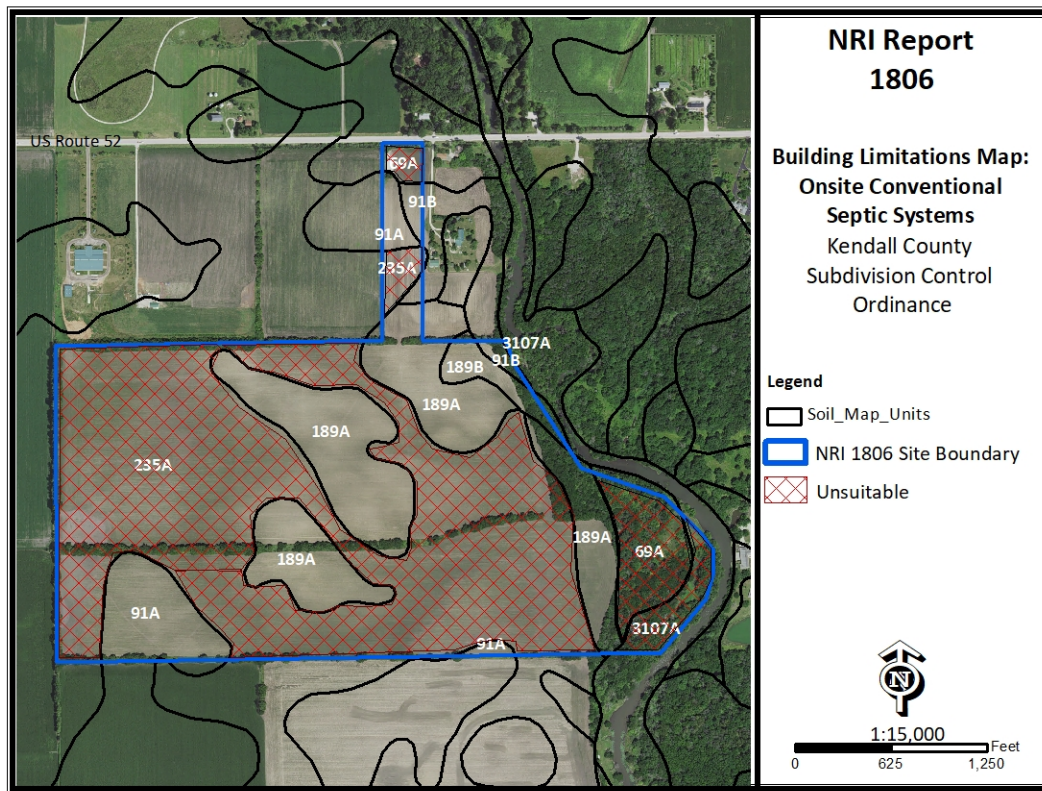 NRI Report
1806
Building Limitations Map:
Onsite Conventional
Septic Systems
Kendall County
Subdivision Control
Ordinance
Legend
Soil_Map_Units
NRI 1806 Site Boundary
Unsuitable
N
1:15,000
Feet
0 625 1,250
US Route 52
69A
91B
91A
235A
3107A
91B
189B
189A
189A
235A
189A
189A
69A
91A
3107A
91A